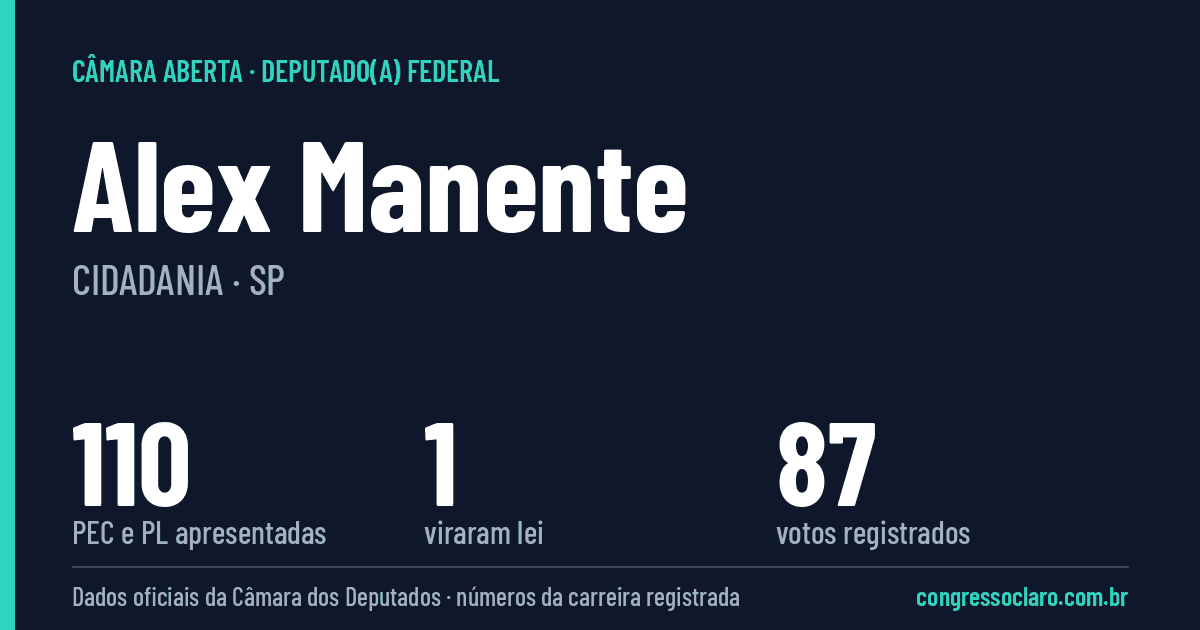 CÂMARA ABERTA · DEPUTADO(A) FEDERAL
Alex Manente
CIDADANIA · SP
110 1 87
PEC e PL apresentadas viraram lei votos registrados
Dados oficiais da Câmara dos Deputados · números da carreira registrada congressoclaro.com.br